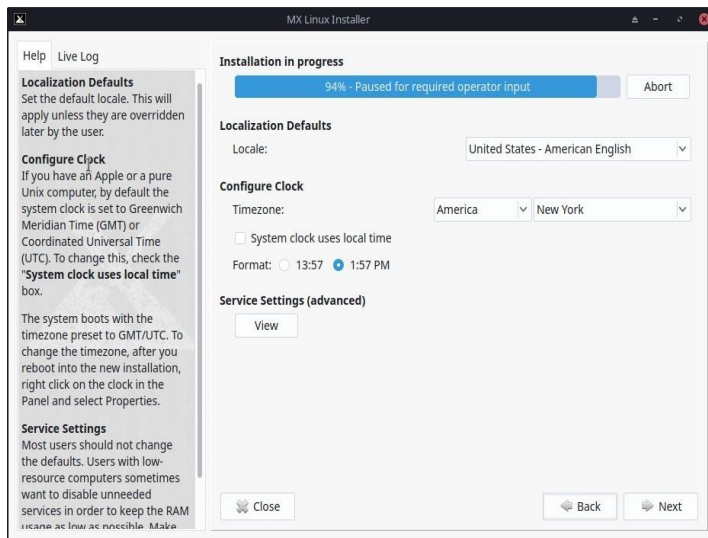 MX Linux Installer
Help Live Log
Localization Defaults
Set the default locale. This will
apply unless they are overridden
later by the user.
Configure Clock
If you have an Apple or a pure
Unix computer, by default the
system clock is set to Greenwich
Meridian Time (GMT) or
Coordinated Universal Time
(UTC). To change this, check the
"System clock uses local time"
box.
The system boots with the
timezone preset to GMT/UTC. To
change the timezone, after you
reboot into the new installation,
right click on the clock in the
Panel and select Properties.
Service Settings
Most users should not change
the defaults. Users with low-
resource computers sometimes
want to disable unneeded
services in order to keep the RAM
usage as low as possible. Make
Installation in progress
94% - Paused for required operator input
Abort
Localization Defaults
Locale: United States - American English
Configure Clock
Timezone: America New York
System clock uses local time
Format: 13:57 1:57 PM
Service Settings (advanced)
View
Close Back Next